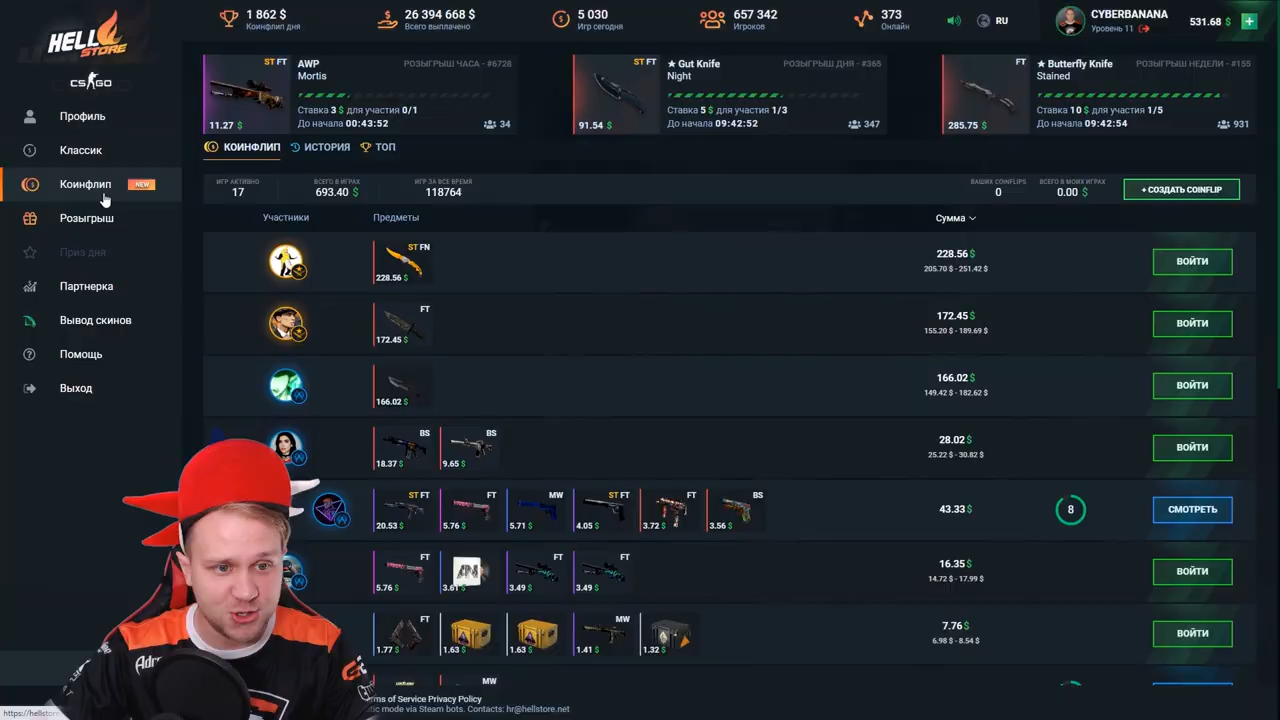 HELL
STORE
CS GO
1 862 $
Коинфлип дня
26 394 668 $
Всего выплачено
5 030
Игр сегодня
657 342
Игроков
373
Онлайн
RU
CYBERBANANA
Уровень 11
531.68 $
ST FT
11.27 $
AWP
Mortis
РОЗЫГРЫШ ЧАСА - #6728
Ставка 3 $ для участия 0/1
До начала 00:43:52
34
ST FT
91.54 $
★ Gut Knife
Night
РОЗЫГРЫШ ДНЯ - #365
Ставка 5 $ для участия 1/3
До начала 09:42:52
347
FT
285.75 $
★ Butterfly Knife
Stained
РОЗЫГРЫШ НЕДЕЛИ - #155
Ставка 10 $ для участия 1/5
До начала 09:42:54
931
Профиль
Классик
Коинфлип NEW
Розыгрыш
Приз дня
Партнерка
Вывод скинов
Помощь
Выход
КОИНФЛИП ИСТОРИЯ ТОП
ИГР АКТИВНО
17
ВСЕГО В ИГРАХ
693.40 $
ИГР ЗА ВСЕ ВРЕМЯ
118764
ВАШИХ COINFLIPS
0
ВСЕГО В МОИХ ИГРАХ
0.00 $
+ СОЗДАТЬ COINFLIP
Участники Предметы Сумма
ST FN
228.56 $
228.56 $
205.70 $ - 251.42 $
ВОЙТИ
FT
172.45 $
172.45 $
155.20 $ - 189.69 $
ВОЙТИ
166.02 $
166.02 $
149.42 $ - 182.62 $
ВОЙТИ
BS BS
18.37 $ 9.65 $
28.02 $
25.22 $ - 30.82 $
ВОЙТИ
ST FT FT MW ST FT FT BS
20.53 $ 5.76 $ 5.71 $ 4.05 $ 3.72 $ 3.56 $
43.33 $
8
СМОТРЕТЬ
FT FT FT
5.76 $ 3.61 $ 3.49 $ 3.49 $
16.35 $
14.72 $ - 17.99 $
ВОЙТИ
FT MW
1.77 $ 1.63 $ 1.63 $ 1.41 $ 1.32 $
7.76 $
6.98 $ - 8.54 $
ВОЙТИ
MW
rms of Service Privacy Policy
atic mode via Steam bots. Contacts: hr@hellstore.net
https://hellstore
Adre